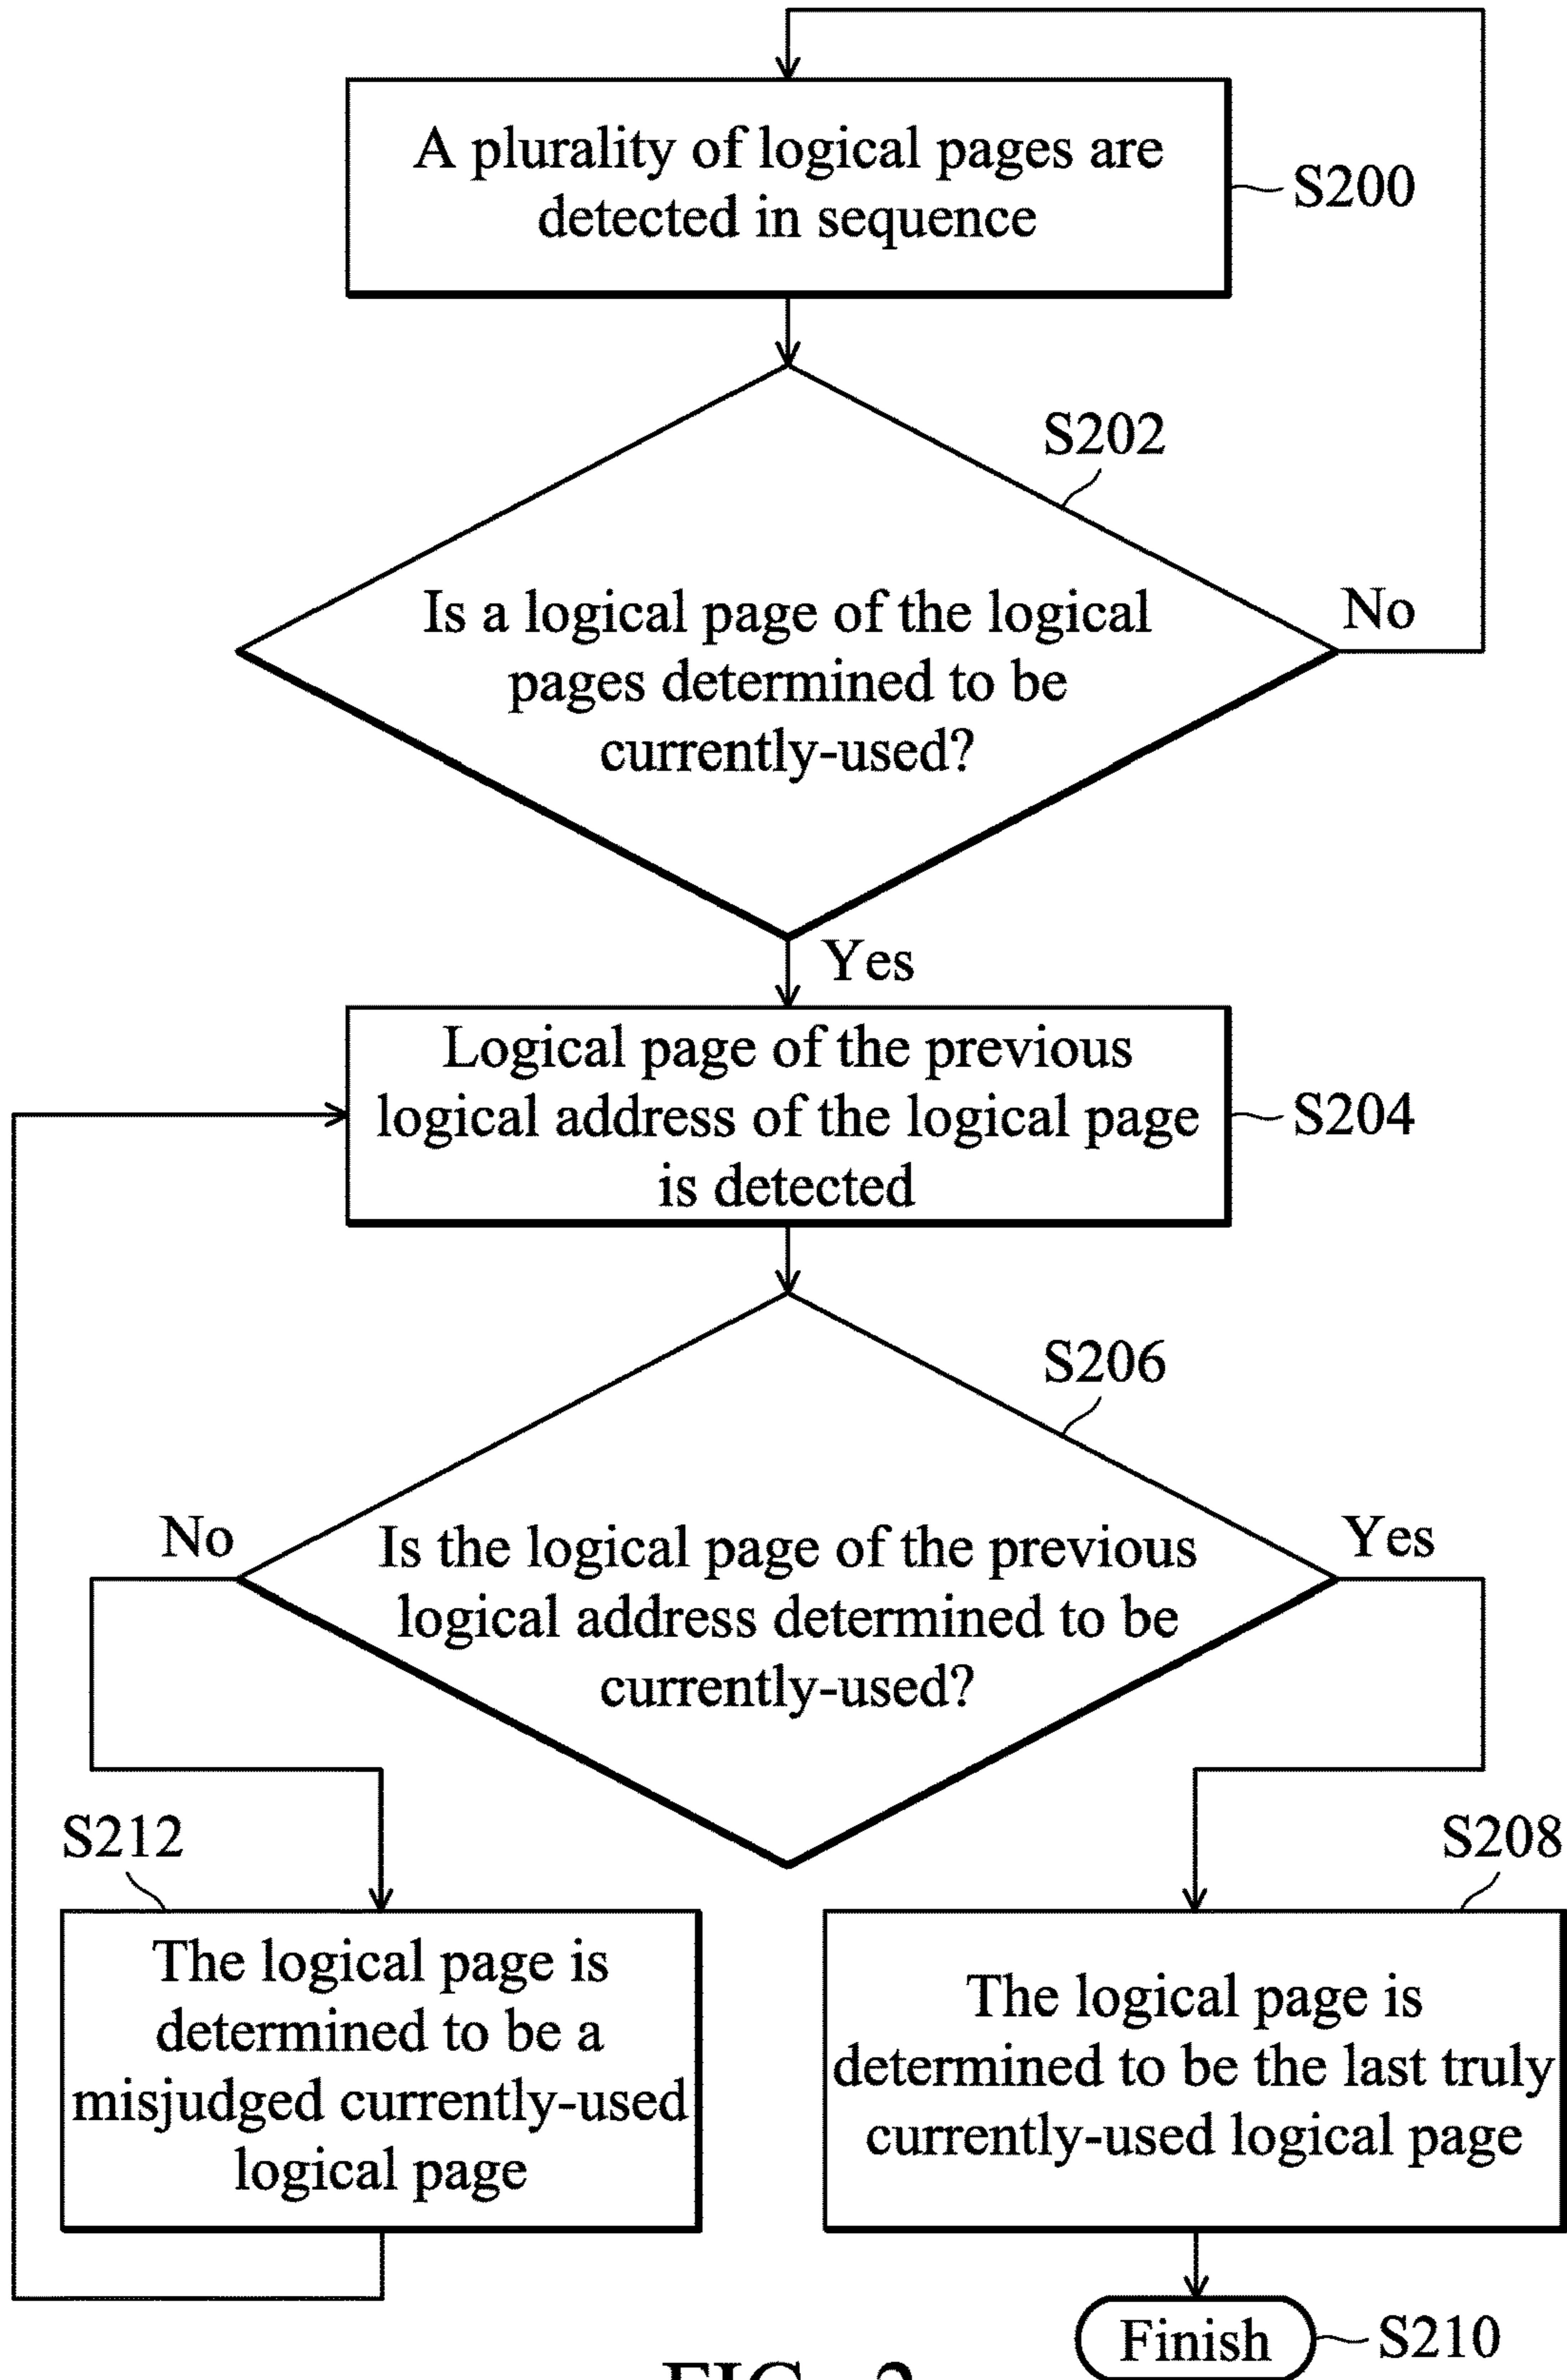 A plurality of logical pages are
detected in sequence
S200
S202
Is a logical page of the logical
pages determined to be
currently-used?
No
Yes
Logical page of the previous
logical address of the logical page
is detected
S204
S206
No
Is the logical page of the previous
logical address determined to be
currently-used?
Yes
S212
The logical page is
determined to be a
misjudged currently-used
logical page
S208
The logical page is
determined to be the last truly
currently-used logical page
Finish
S210
FIG. 2